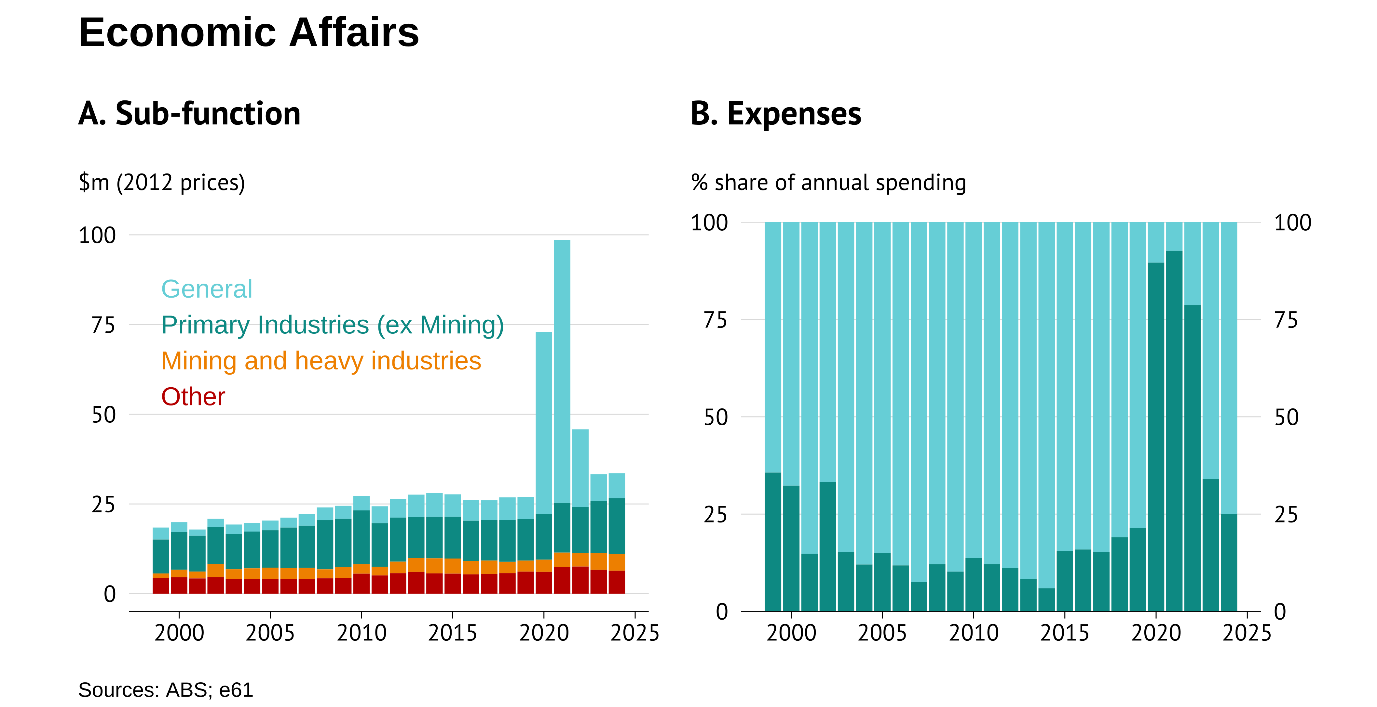 Economic Affairs
A. Sub-function
$m (2012 prices)
100
75
50
25
0
General
Primary Industries (ex Mining)
Mining and heavy industries
Other
2000 2005 2010 2015 2020 2025
B. Expenses
% share of annual spending
100 100
75 75
50 50
25 25
0 0
2000 2005 2010 2015 2020 2025
Sources: ABS; e61